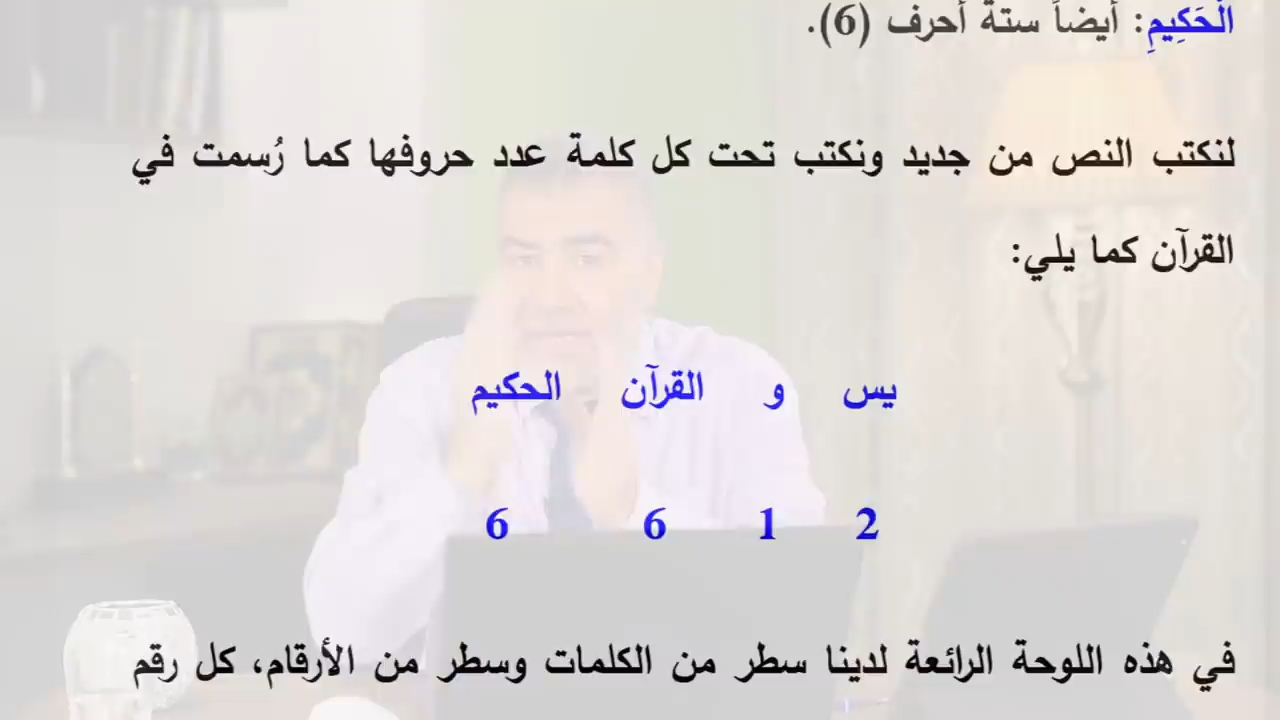 الْحَكِيمِ: أيضاً ستة أحرف (6).
لنكتب النص من جديد ونكتب تحت كل كلمة عدد حروفها كما رُسمت في
القرآن كما يلي:
يس و القرآن الحكيم
2 1 6 6
في هذه اللوحة الرائعة لدينا سطر من الكلمات وسطر من الأرقام، كل رقم